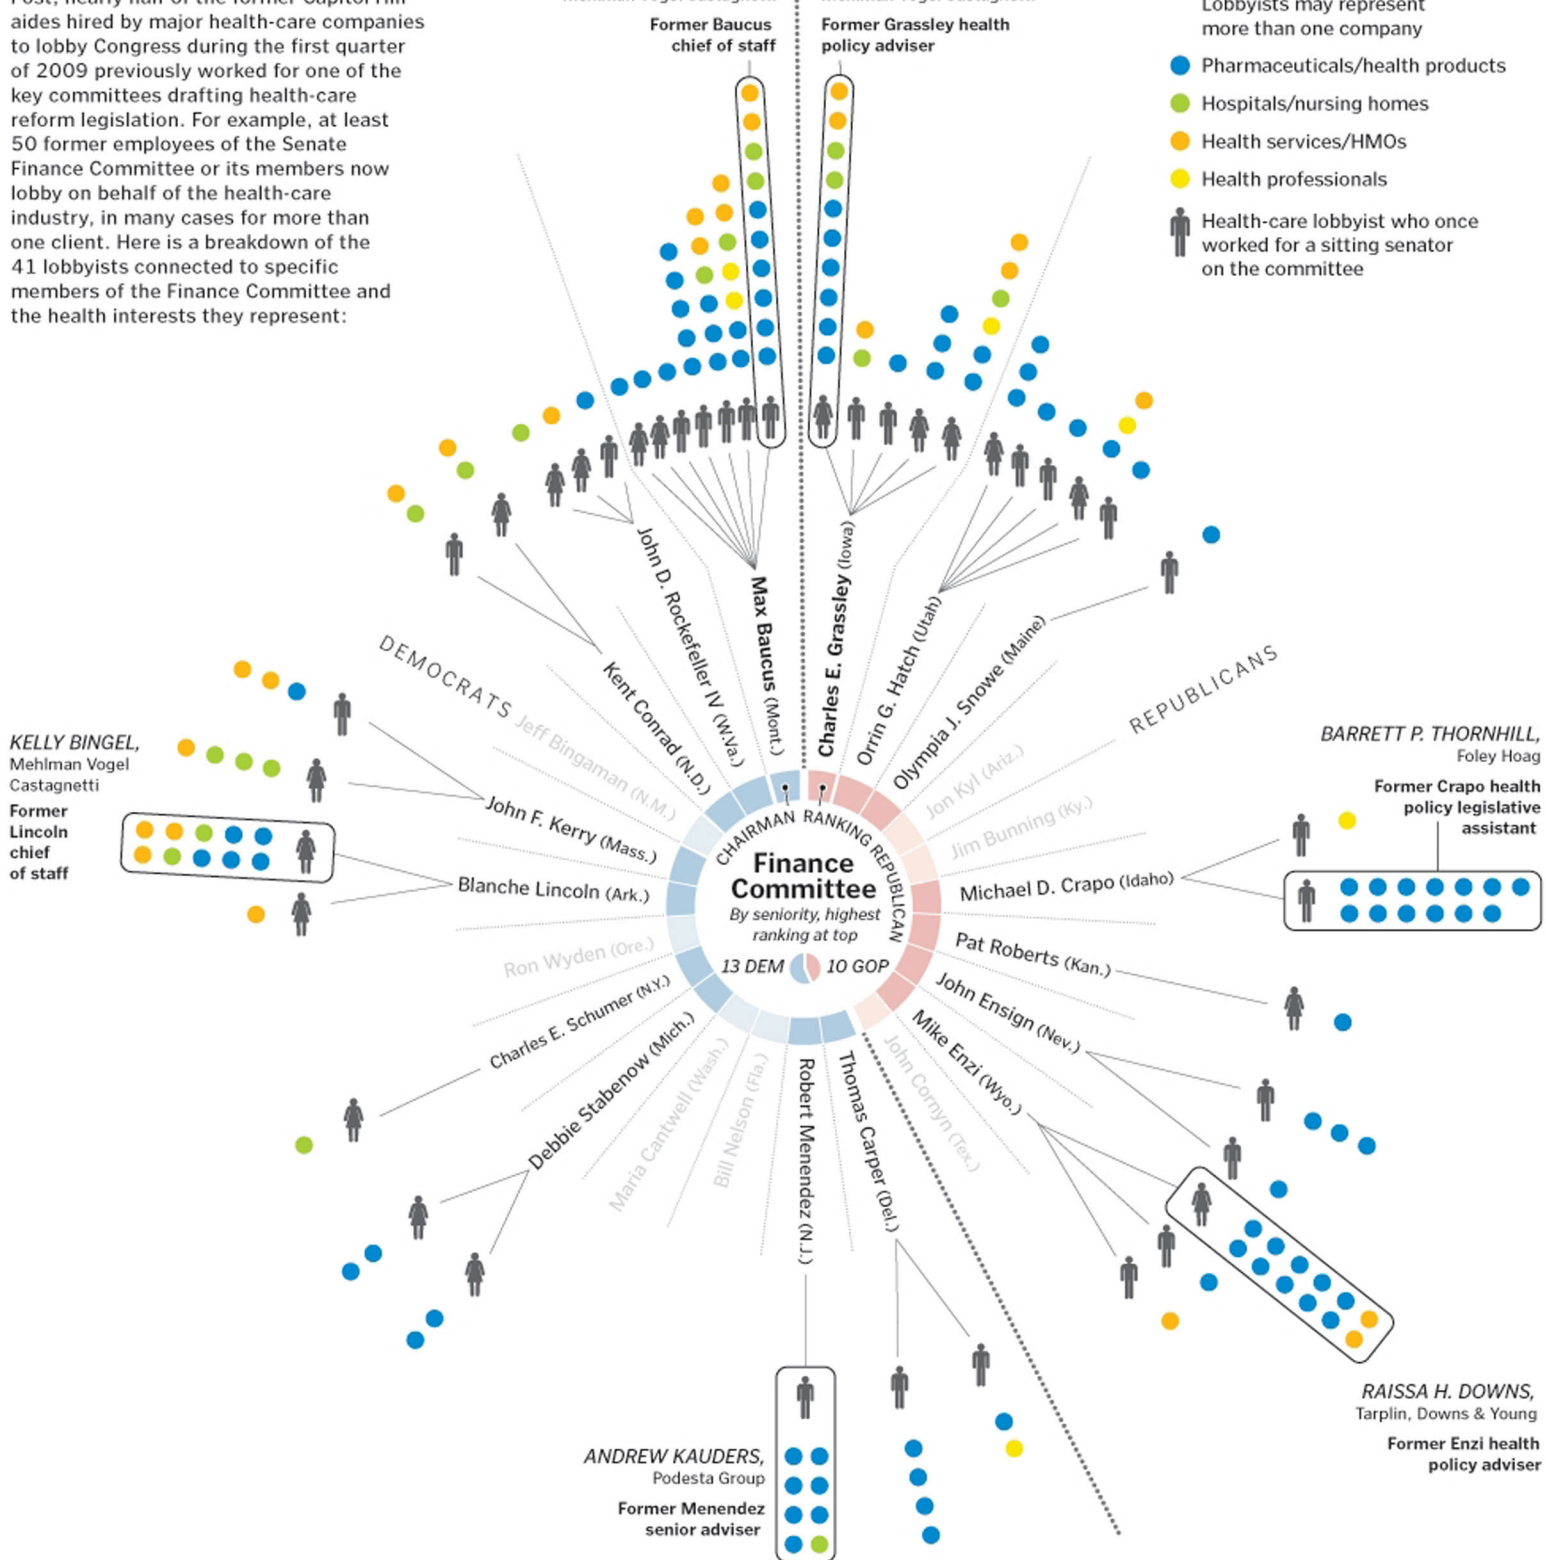 aides hired by major health-care companies
to lobby Congress during the first quarter
of 2009 previously worked for one of the
key committees drafting health-care
reform legislation. For example, at least
50 former employees of the Senate
Finance Committee or its members now
lobby on behalf of the health-care
industry, in many cases for more than
one client. Here is a breakdown of the
41 lobbyists connected to specific
members of the Finance Committee and
the health interests they represent:
Former Baucus
chief of staff
Former Grassley health
policy adviser
Lobbyists may represent
more than one company
Pharmaceuticals/health products
Hospitals/nursing homes
Health services/HMOs
Health professionals
Health-care lobbyist who once
worked for a sitting senator
on the committee
DEMOCRATS
REPUBLICANS
Max Baucus (Mont.)
John D. Rockefeller IV (W.Va.)
Kent Conrad (N.D.)
Jeff Bingaman (N.M.)
John F. Kerry (Mass.)
Blanche Lincoln (Ark.)
Ron Wyden (Ore.)
Charles E. Schumer (N.Y.)
Debbie Stabenow (Mich.)
Maria Cantwell (Wash.)
Bill Nelson (Fla.)
Robert Menendez (N.J.)
Thomas Carper (Del.)
Charles E. Grassley (Iowa)
Orrin G. Hatch (Utah)
Olympia J. Snowe (Maine)
Jon Kyl (Ariz.)
Jim Bunning (Ky.)
Michael D. Crapo (Idaho)
Pat Roberts (Kan.)
John Ensign (Nev.)
Mike Enzi (Wyo.)
John Cornyn (Tex.)
CHAIRMAN
RANKING REPUBLICAN
Finance
Committee
By seniority, highest
ranking at top
13 DEM
10 GOP
KELLY BINGEL,
Mehlman Vogel
Castagnetti
Former
Lincoln
chief
of staff
BARRETT P. THORNHILL,
Foley Hoag
Former Crapo health
policy legislative
assistant
RAISSA H. DOWNS,
Tarplin, Downs & Young
Former Enzi health
policy adviser
ANDREW KAUDERS,
Podesta Group
Former Menendez
senior adviser